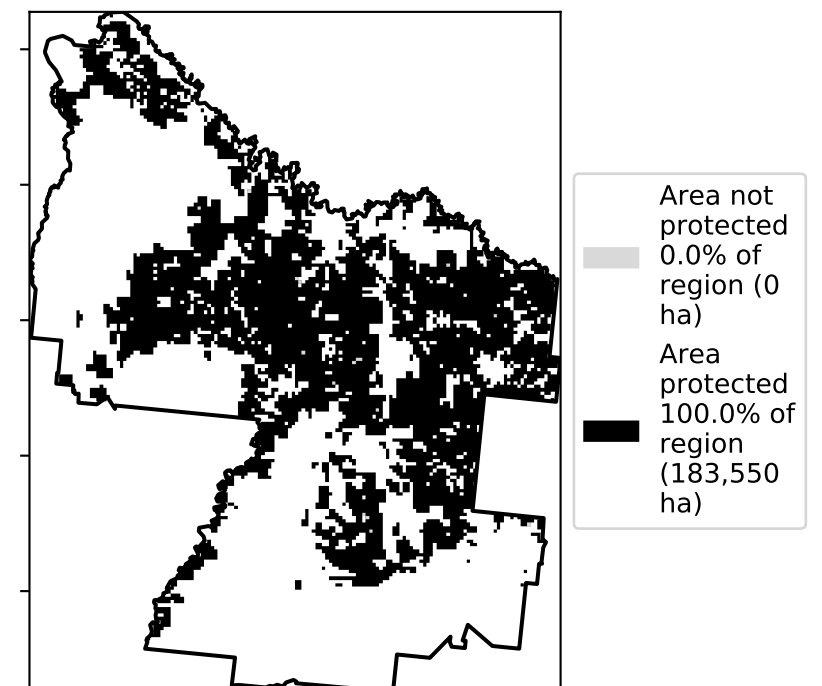 Area not
protected
0.0% of
region (0
ha)
Area
protected
100.0% of
region
(183,550
ha)